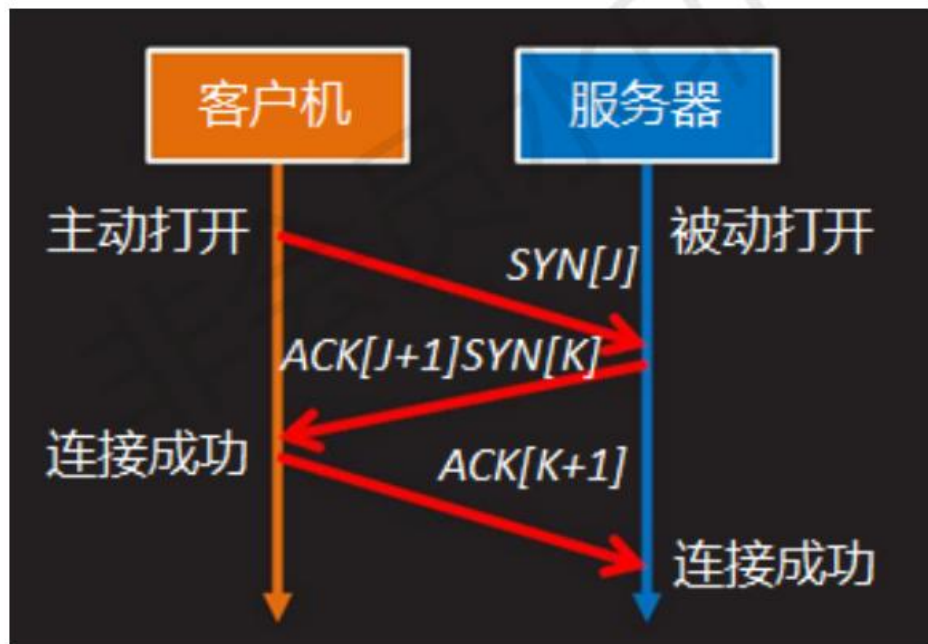 客户机
服务器
主动打开
被动打开
SYN[J]
ACK[J+1]SYN[K]
连接成功
ACK[K+1]
连接成功